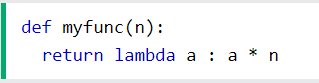 def myfunc(n):
  return lambda a : a * n